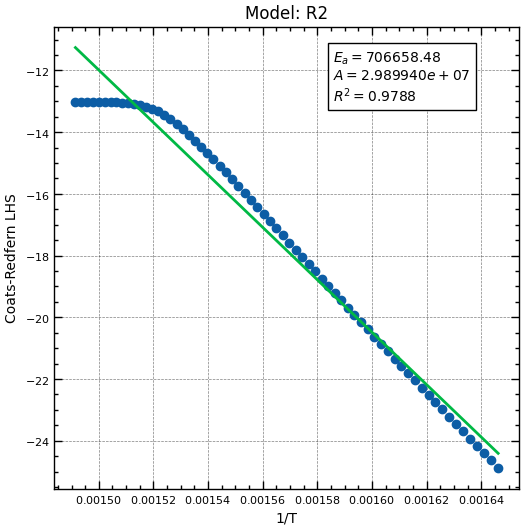 Model: R2
E_a = 706658.48
A = 2.989940e + 07
R^2 = 0.9788
Coats-Redfern LHS
−12
−14
−16
−18
−20
−22
−24
0.00150 0.00152 0.00154 0.00156 0.00158 0.00160 0.00162 0.00164
1/T